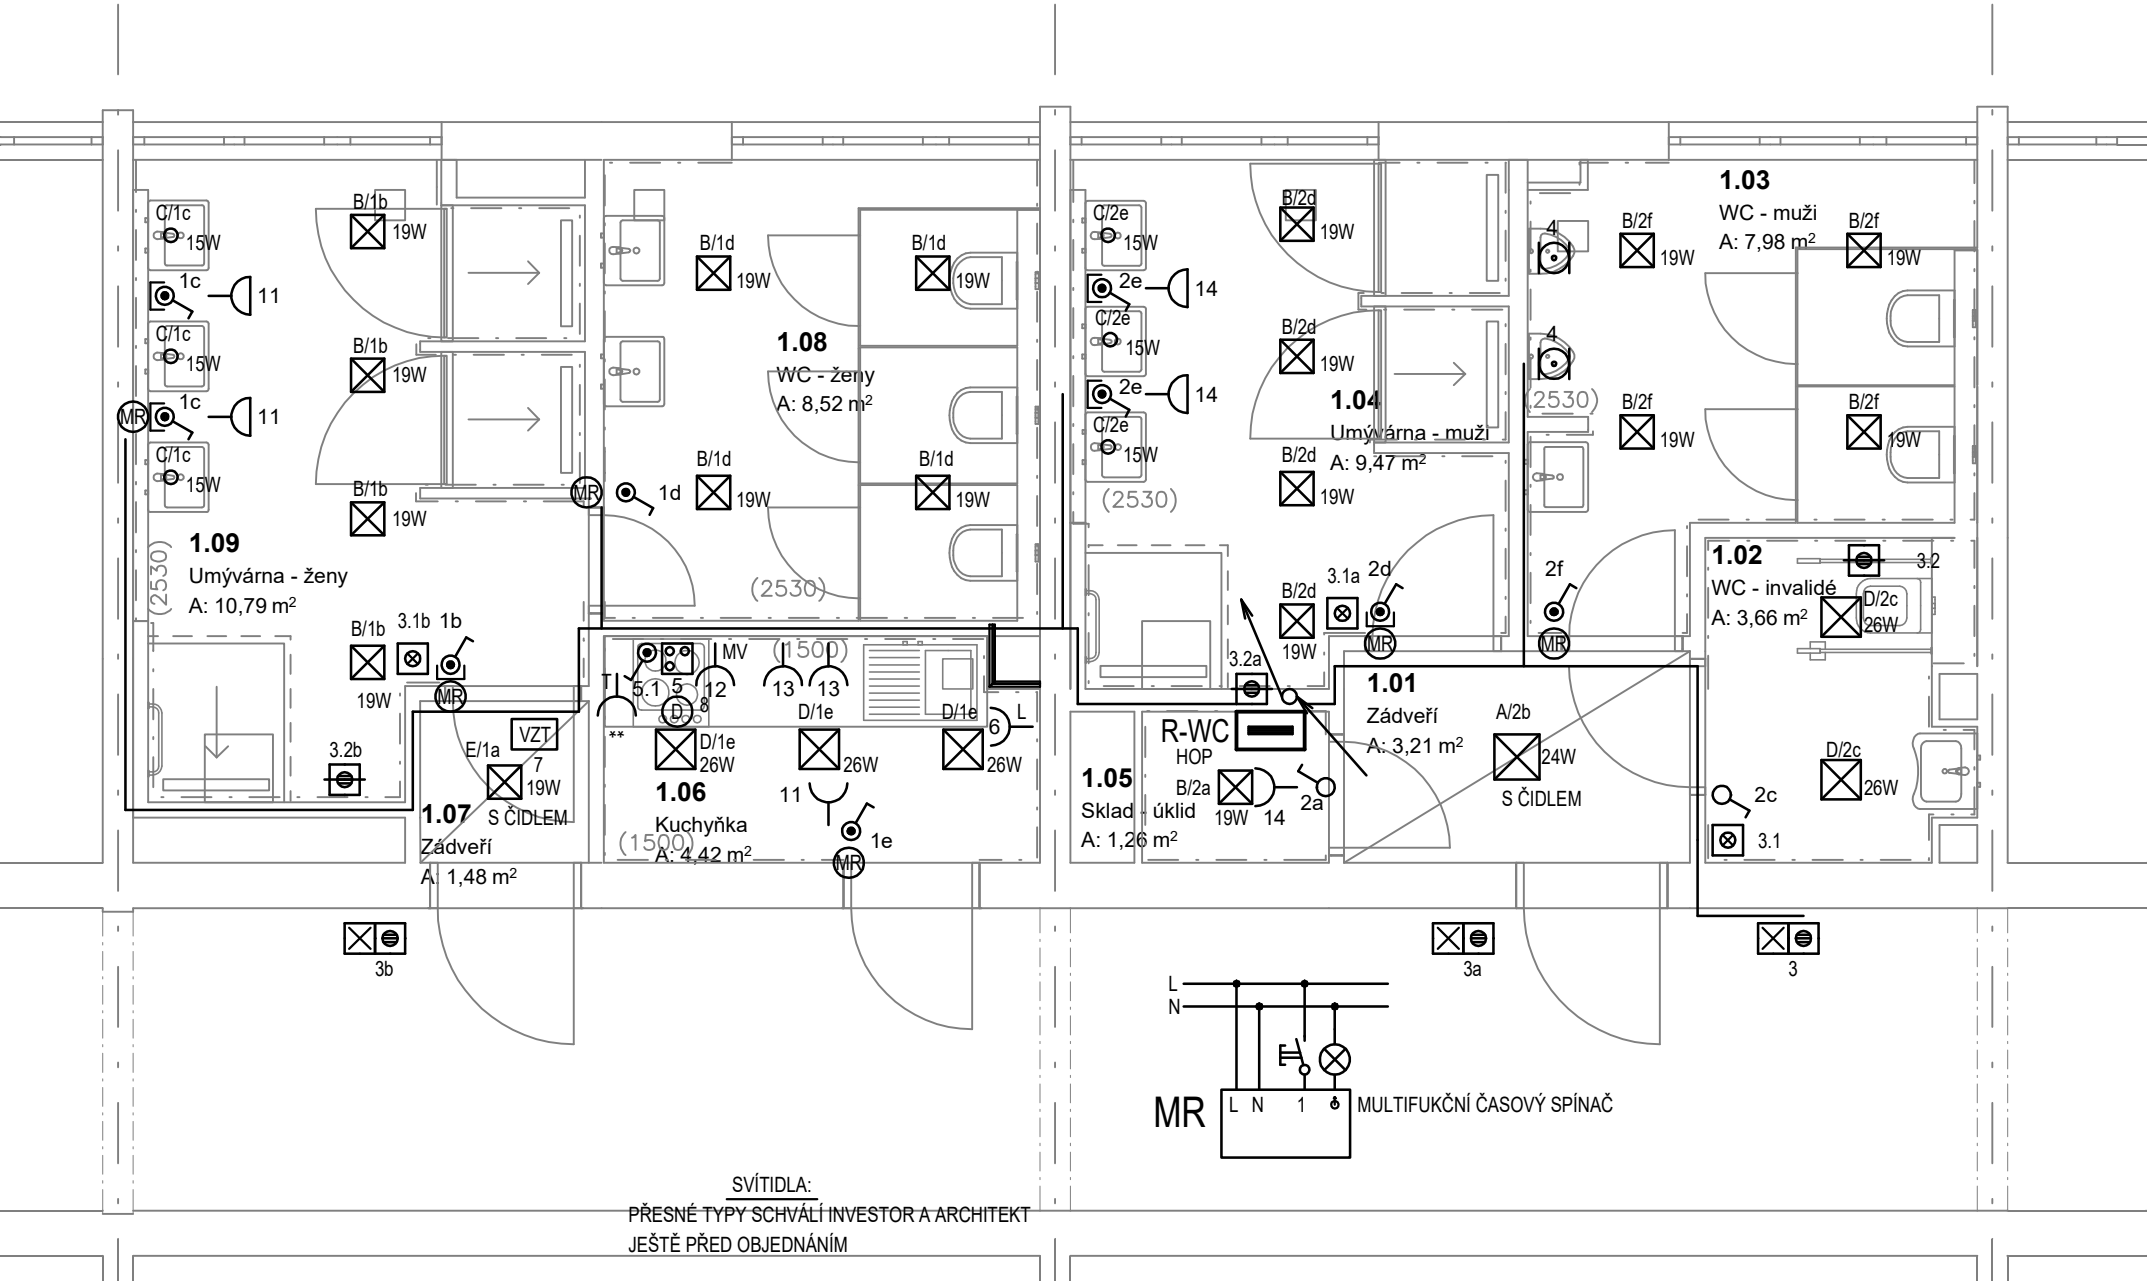 1.03
WC - muži
A: 7,98 m²
C/1c
15W
B/1b
19W
1c
11
C/1c
15W
B/1b
19W
MR
1c
11
C/1c
15W
B/1b
19W
1.09
Umývárna - ženy
A: 10,79 m²
(2530)
B/1b
19W
3.1b
1b
MR
3.2b
B/1d
19W
B/1d
19W
1.08
WC - ženy
A: 8,52 m²
MR
1d
B/1d
19W
B/1d
19W
(2530)
C/2e
15W
B/2d
19W
2e
14
C/2e
15W
B/2d
19W
2e
14
1.04
Umývárna - muži
A: 9,47 m²
C/2e
15W
B/2d
19W
(2530)
B/2d
19W
3.1a
2d
MR
3.2a
4
B/2f
19W
B/2f
19W
4
(2530)
B/2f
19W
B/2f
19W
2f
MR
1.02
WC - invalidé
A: 3,66 m²
3.2
D/2c
26W
D/2c
26W
2c
3.1
E/1a
VZT
7
19W
S ČIDLEM
1.07
Zádveří
A: 1,48 m²
T
**
5.1
5
D
8
MV
12
(1500)
13
13
D/1e
26W
D/1e
26W
D/1e
26W
6
L
1.06
Kuchyňka
A: 4,42 m²
(1500)
11
1e
MR
R-WC
HOP
1.05
Sklad - úklid
A: 1,26 m²
B/2a
19W
14
2a
1.01
Zádveří
A: 3,21 m²
A/2b
24W
S ČIDLEM
3b
3a
3
L
N
MR
L N 1
MULTIFUKČNÍ ČASOVÝ SPÍNAČ
SVÍTIDLA:
PŘESNÉ TYPY SCHVÁLÍ INVESTOR A ARCHITEKT
JEŠTĚ PŘED OBJEDNÁNÍM